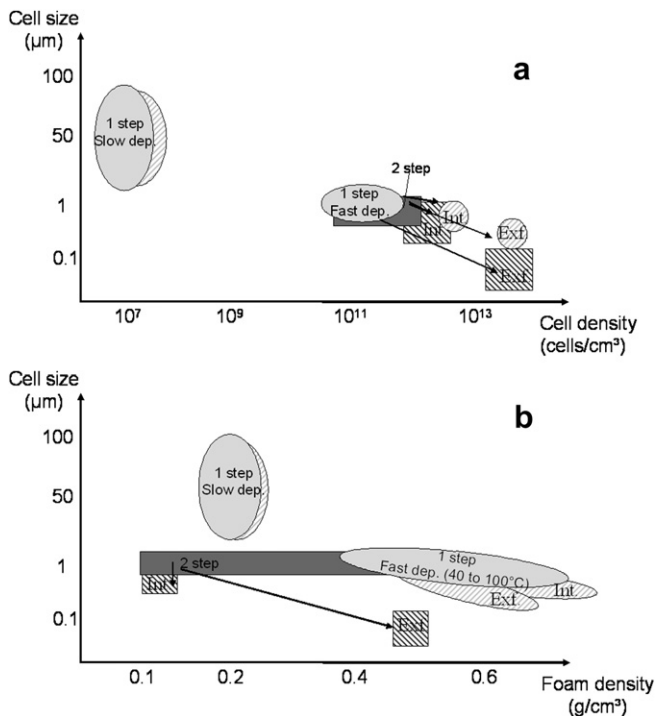 Cell size
(µm)
a
100
1 step
Slow dep.
50
2 step
1 step
Fast dep.
1
Int
Int
Exf
0.1
Exf
10⁷
10⁹
10¹¹
10¹³
Cell density
(cells/cm³)
Cell size
(µm)
b
100
1 step
Slow dep.
50
1 step
Fast dep. (40 to 100°C)
1
2 step
Int
Int
Exf
0.1
Exf
0.1
0.2
0.4
0.6
Foam density
(g/cm³)